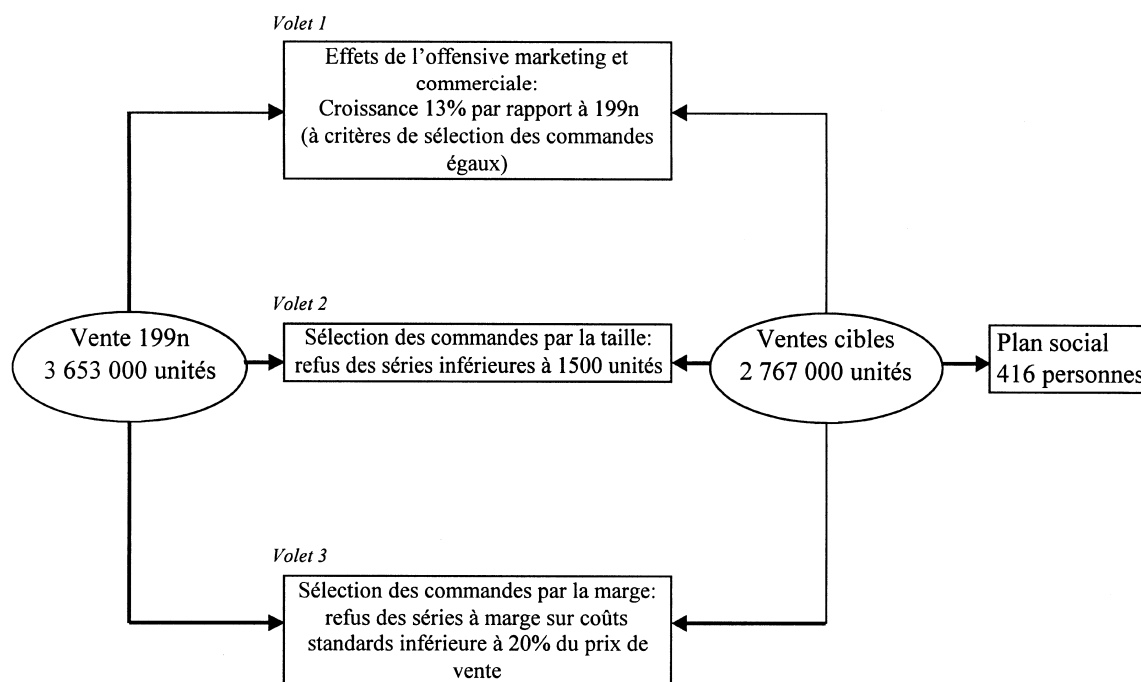 Volet 1
Effets de l'offensive marketing et
commerciale:
Croissance 13% par rapport à 199n
(à critères de sélection des commandes
égaux)
Volet 2
Vente 199n
3 653 000 unités
Sélection des commandes par la taille:
refus des séries inférieures à 1500 unités
Ventes cibles
2 767 000 unités
Plan social
416 personnes
Volet 3
Sélection des commandes par la marge:
refus des séries à marge sur coûts
standards inférieure à 20% du prix de
vente